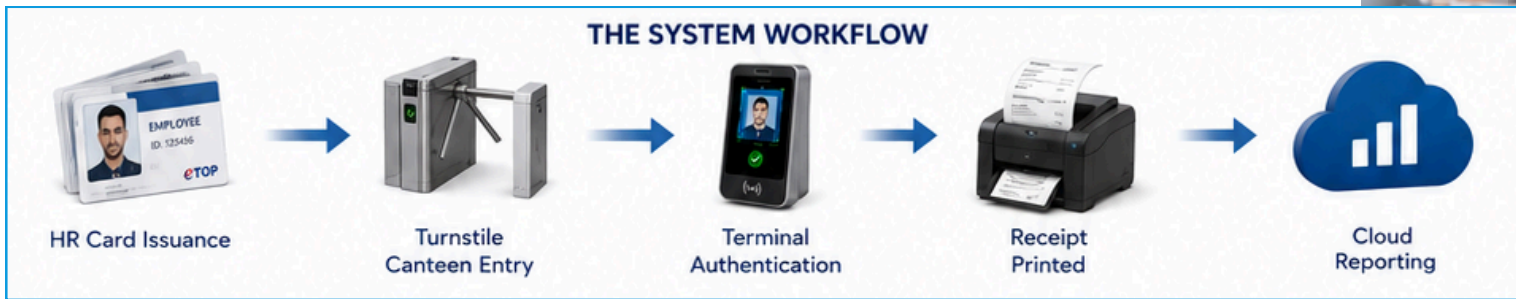 THE SYSTEM WORKFLOW
EMPLOYEE
ID. 123456
eTOP
HR Card Issuance
Turnstile
Canteen Entry
Terminal
Authentication
Receipt
Printed
Cloud
Reporting